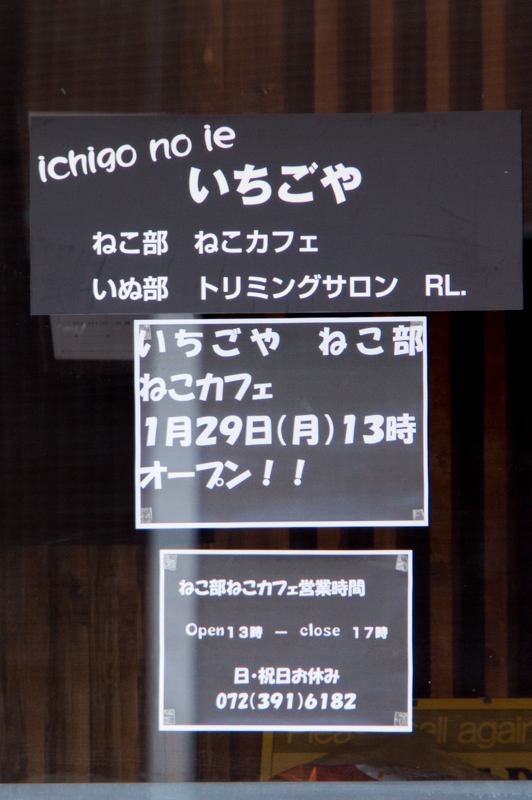 ichigo no ie
いちごや
ねこ部　ねこカフェ
いぬ部　トリミングサロン　RL.
いちごや　ねこ部
ねこカフェ
1月29日(月)13時
オープン！！
ねこ部ねこカフェ営業時間
Open13時 － close 17時
日・祝日お休み
072(391)6182
all again